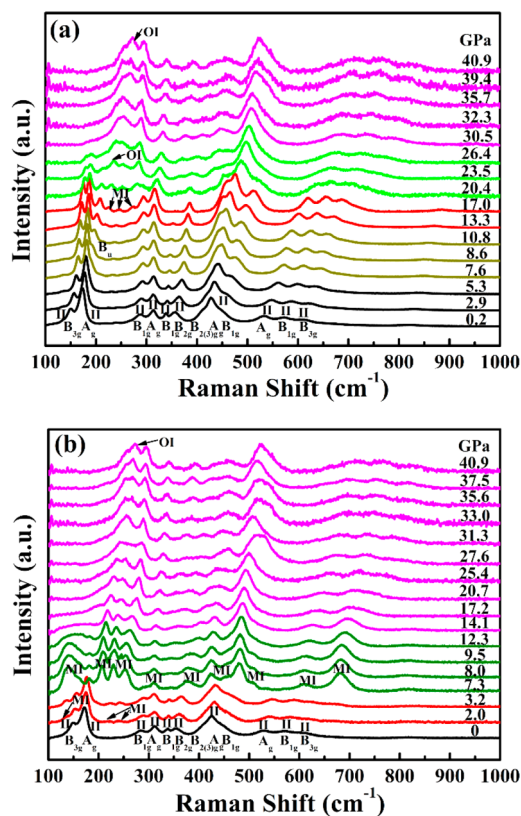 (a)
OI
GPa
40.9
39.4
35.7
32.3
30.5
26.4
OI
23.5
20.4
MI
17.0
13.3
10.8
Bu
8.6
7.6
5.3
2.9
0.2
II B3g Ag II B1g II Ag II B1g II B2g B2(3)g Ag II B1g Ag II B1g II B3g II
Intensity (a.u.)
100 200 300 400 500 600 700 800 900 1000
Raman Shift (cm-1)
(b)
OI
GPa
40.9
37.5
35.6
33.0
31.3
27.6
25.4
20.7
17.2
14.1
12.3
9.5
8.0
MI MI MI MI MI MI MI MI MI
7.3
MI
3.2
MI
2.0
0
B3g Ag II B1g II Ag II B1g II B2g B2(3)g Ag II B1g Ag II B1g II B3g II
Intensity (a.u.)
100 200 300 400 500 600 700 800 900 1000
Raman Shift (cm-1)